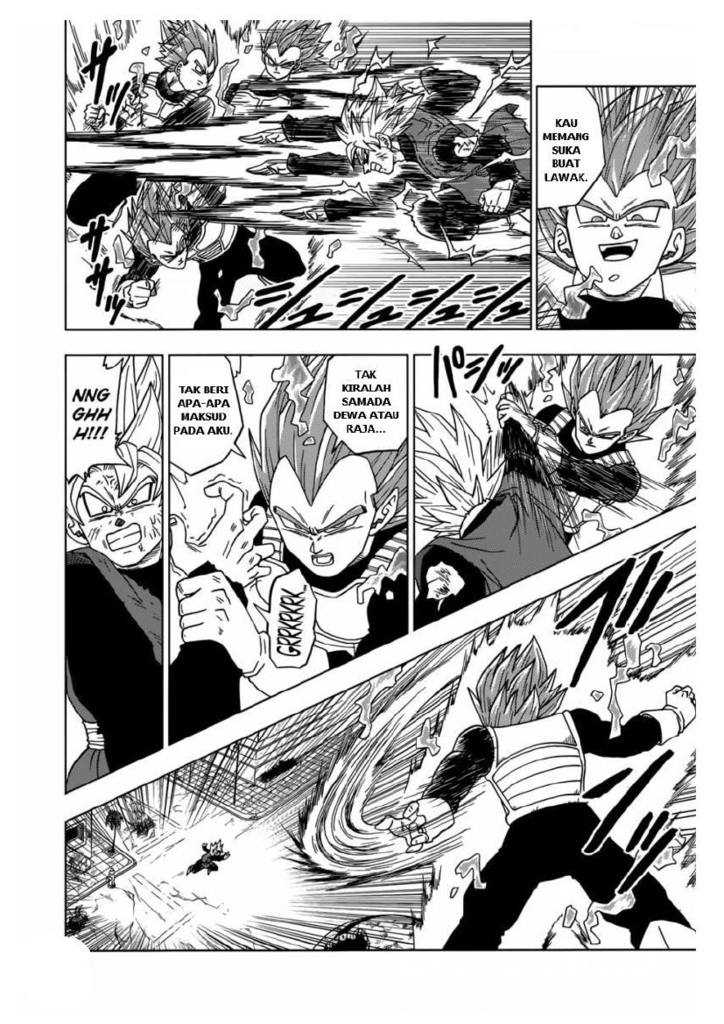 KAU
MEMANG
SUKA
BUAT
LAWAK.
TAK
KIRALAH
SAMADA
DEWA ATAU
RAJA...
TAK BERI
APA-APA
MAKSUD
PADA AKU.
GRRKRKRK...
NNG
GHH
H!!!